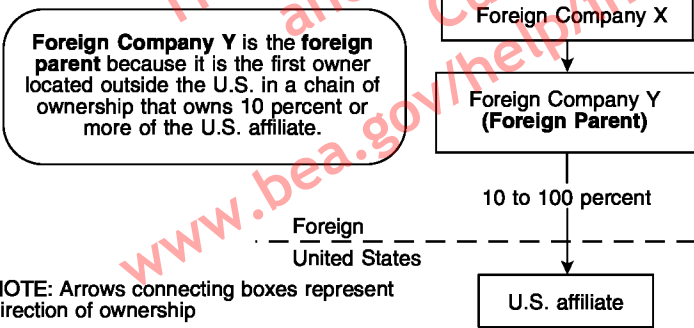 Foreign Company X
Foreign Company Y is the foreign
parent because it is the first owner
located outside the U.S. in a chain of
ownership that owns 10 percent or
more of the U.S. affiliate.
Foreign Company Y
(Foreign Parent)
10 to 100 percent
Foreign
United States
OTE: Arrows connecting boxes represent
irection of ownership
U.S. affiliate
www.bea.gov/help/